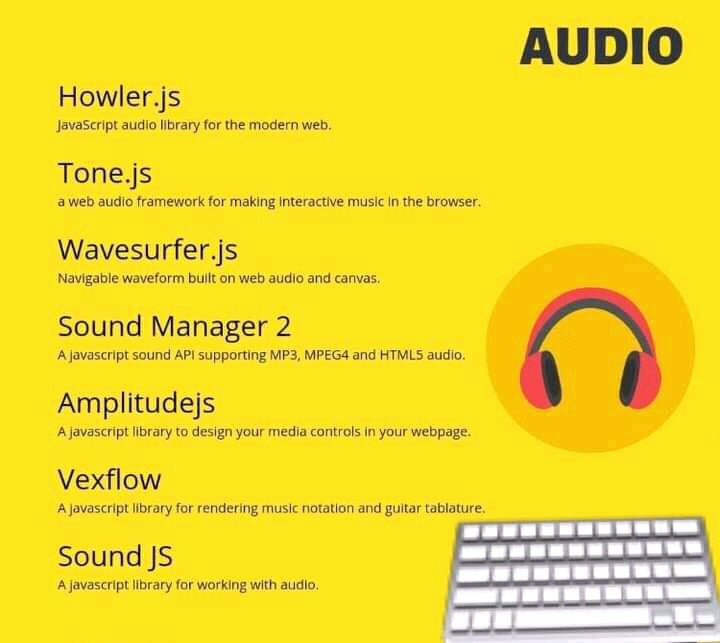 AUDIO
Howler.js
JavaScript audio library for the modern web.
Tone.js
a web audio framework for making interactive music in the browser.
Wavesurfer.js
Navigable waveform built on web audio and canvas.
Sound Manager 2
A javascript sound API supporting MP3, MPEG4 and HTML5 audio.
Amplitudejs
A javascript library to design your media controls in your webpage.
Vexflow
A javascript library for rendering music notation and guitar tablature.
Sound JS
A javascript library for working with audio.